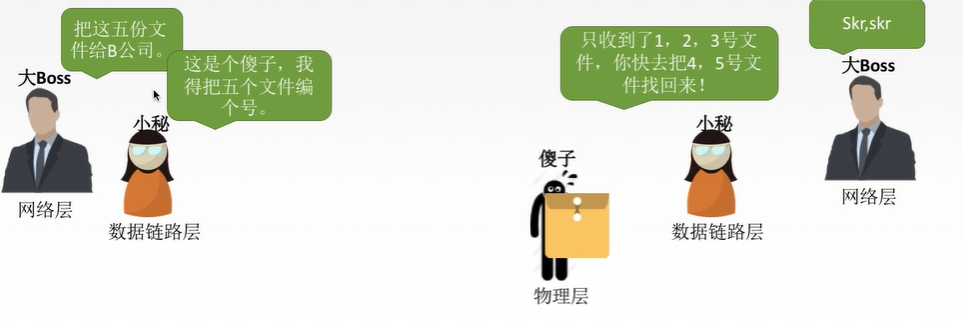 把这五份文
件给B公司。
大Boss
这是个傻子，我
得把五个文件编
个号。
小秘
网络层
数据链路层
只收到了1，2，3号文
件，你快去把4，5号文
件找回来！
Skr,skr
大Boss
小秘
傻子
网络层
数据链路层
物理层